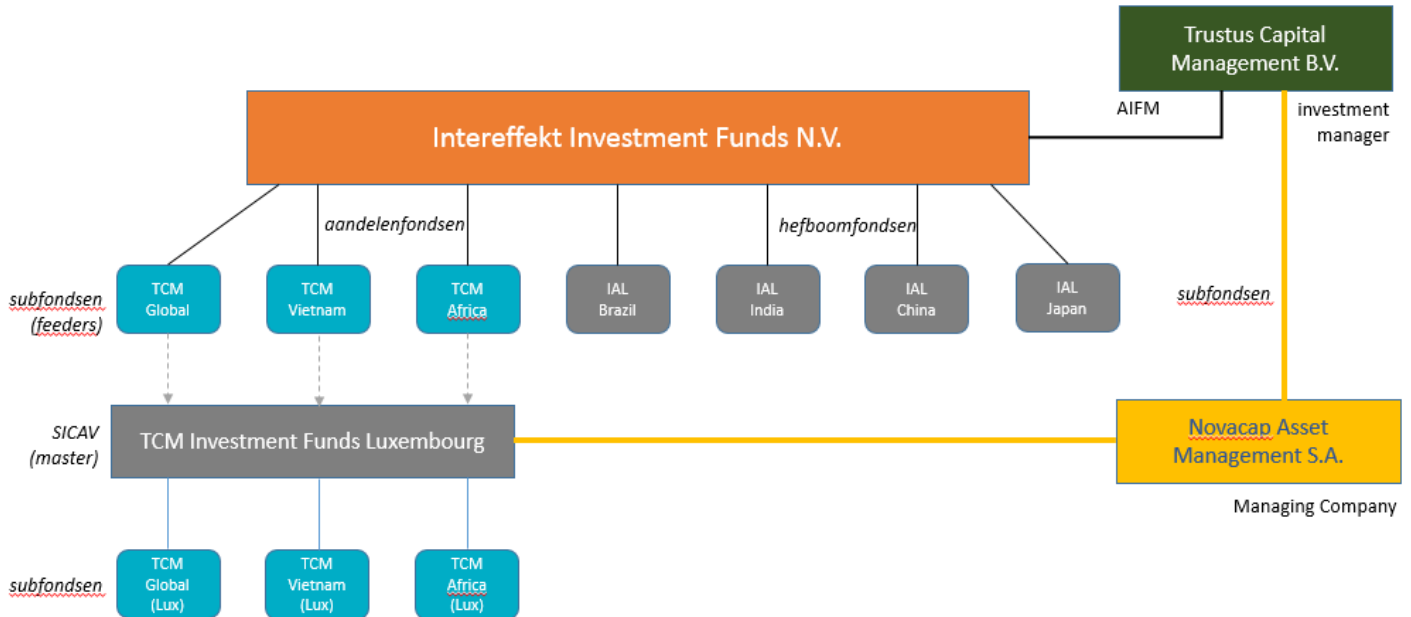 Trustus Capital
Management B.V.
AIFM
investment
manager
Intereffekt Investment Funds N.V.
aandelenfondsen
hefboomfondsen
subfondsen
(feeders)
TCM
Global
TCM
Vietnam
TCM
Africa
IAL
Brazil
IAL
India
IAL
China
IAL
Japan
subfondsen
SICAV
(master)
TCM Investment Funds Luxembourg
Novacap Asset
Management S.A.
Managing Company
subfondsen
TCM
Global
(Lux)
TCM
Vietnam
(Lux)
TCM
Africa
(Lux)